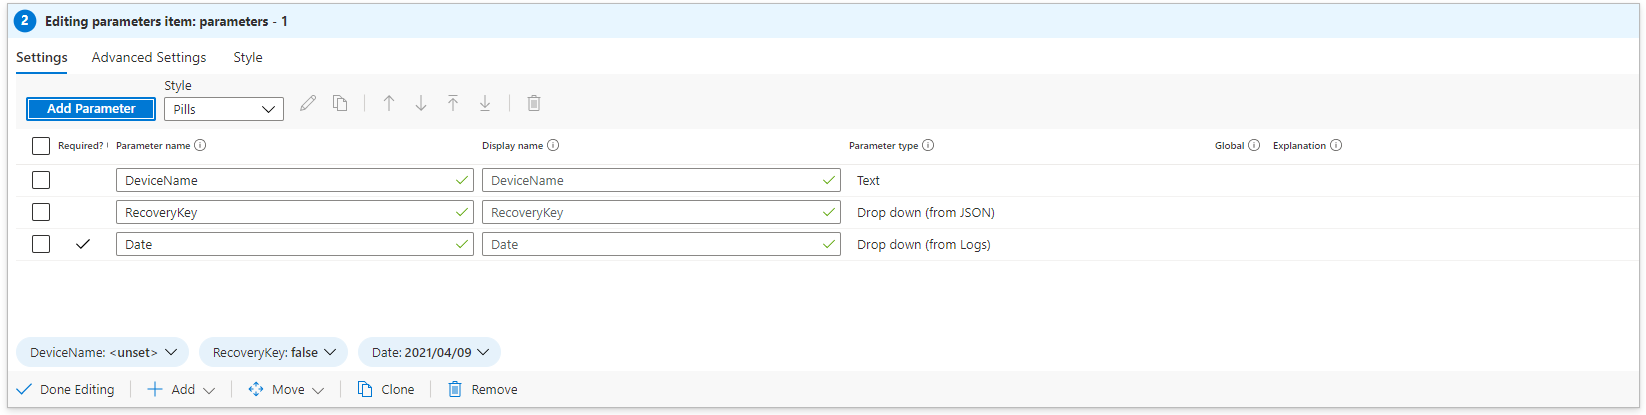 2 Editing parameters item: parameters - 1
Settings Advanced Settings Style
Style
Add Parameter Pills
Required? Parameter name Display name Parameter type Global Explanation
DeviceName DeviceName Text
RecoveryKey RecoveryKey Drop down (from JSON)
Date Date Drop down (from Logs)
DeviceName: <unset> RecoveryKey: false Date: 2021/04/09
Done Editing Add Move Clone Remove